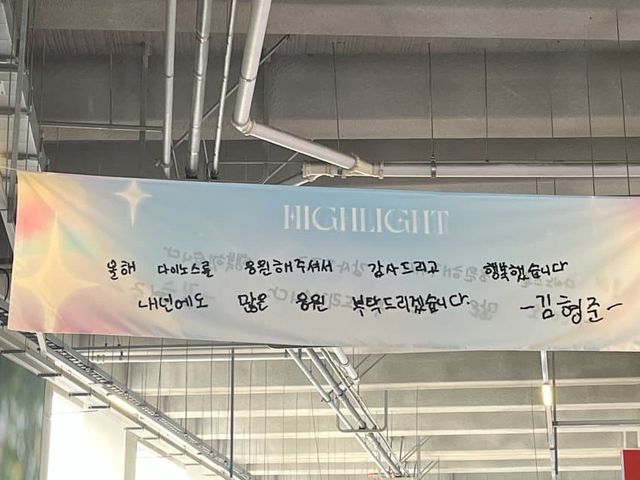 HIGHLIGHT
올해 다이노스를 응원해주셔서 감사드리고 행복했습니다
내년에도 많은 응원 부탁드리겠습니다. -김형준-